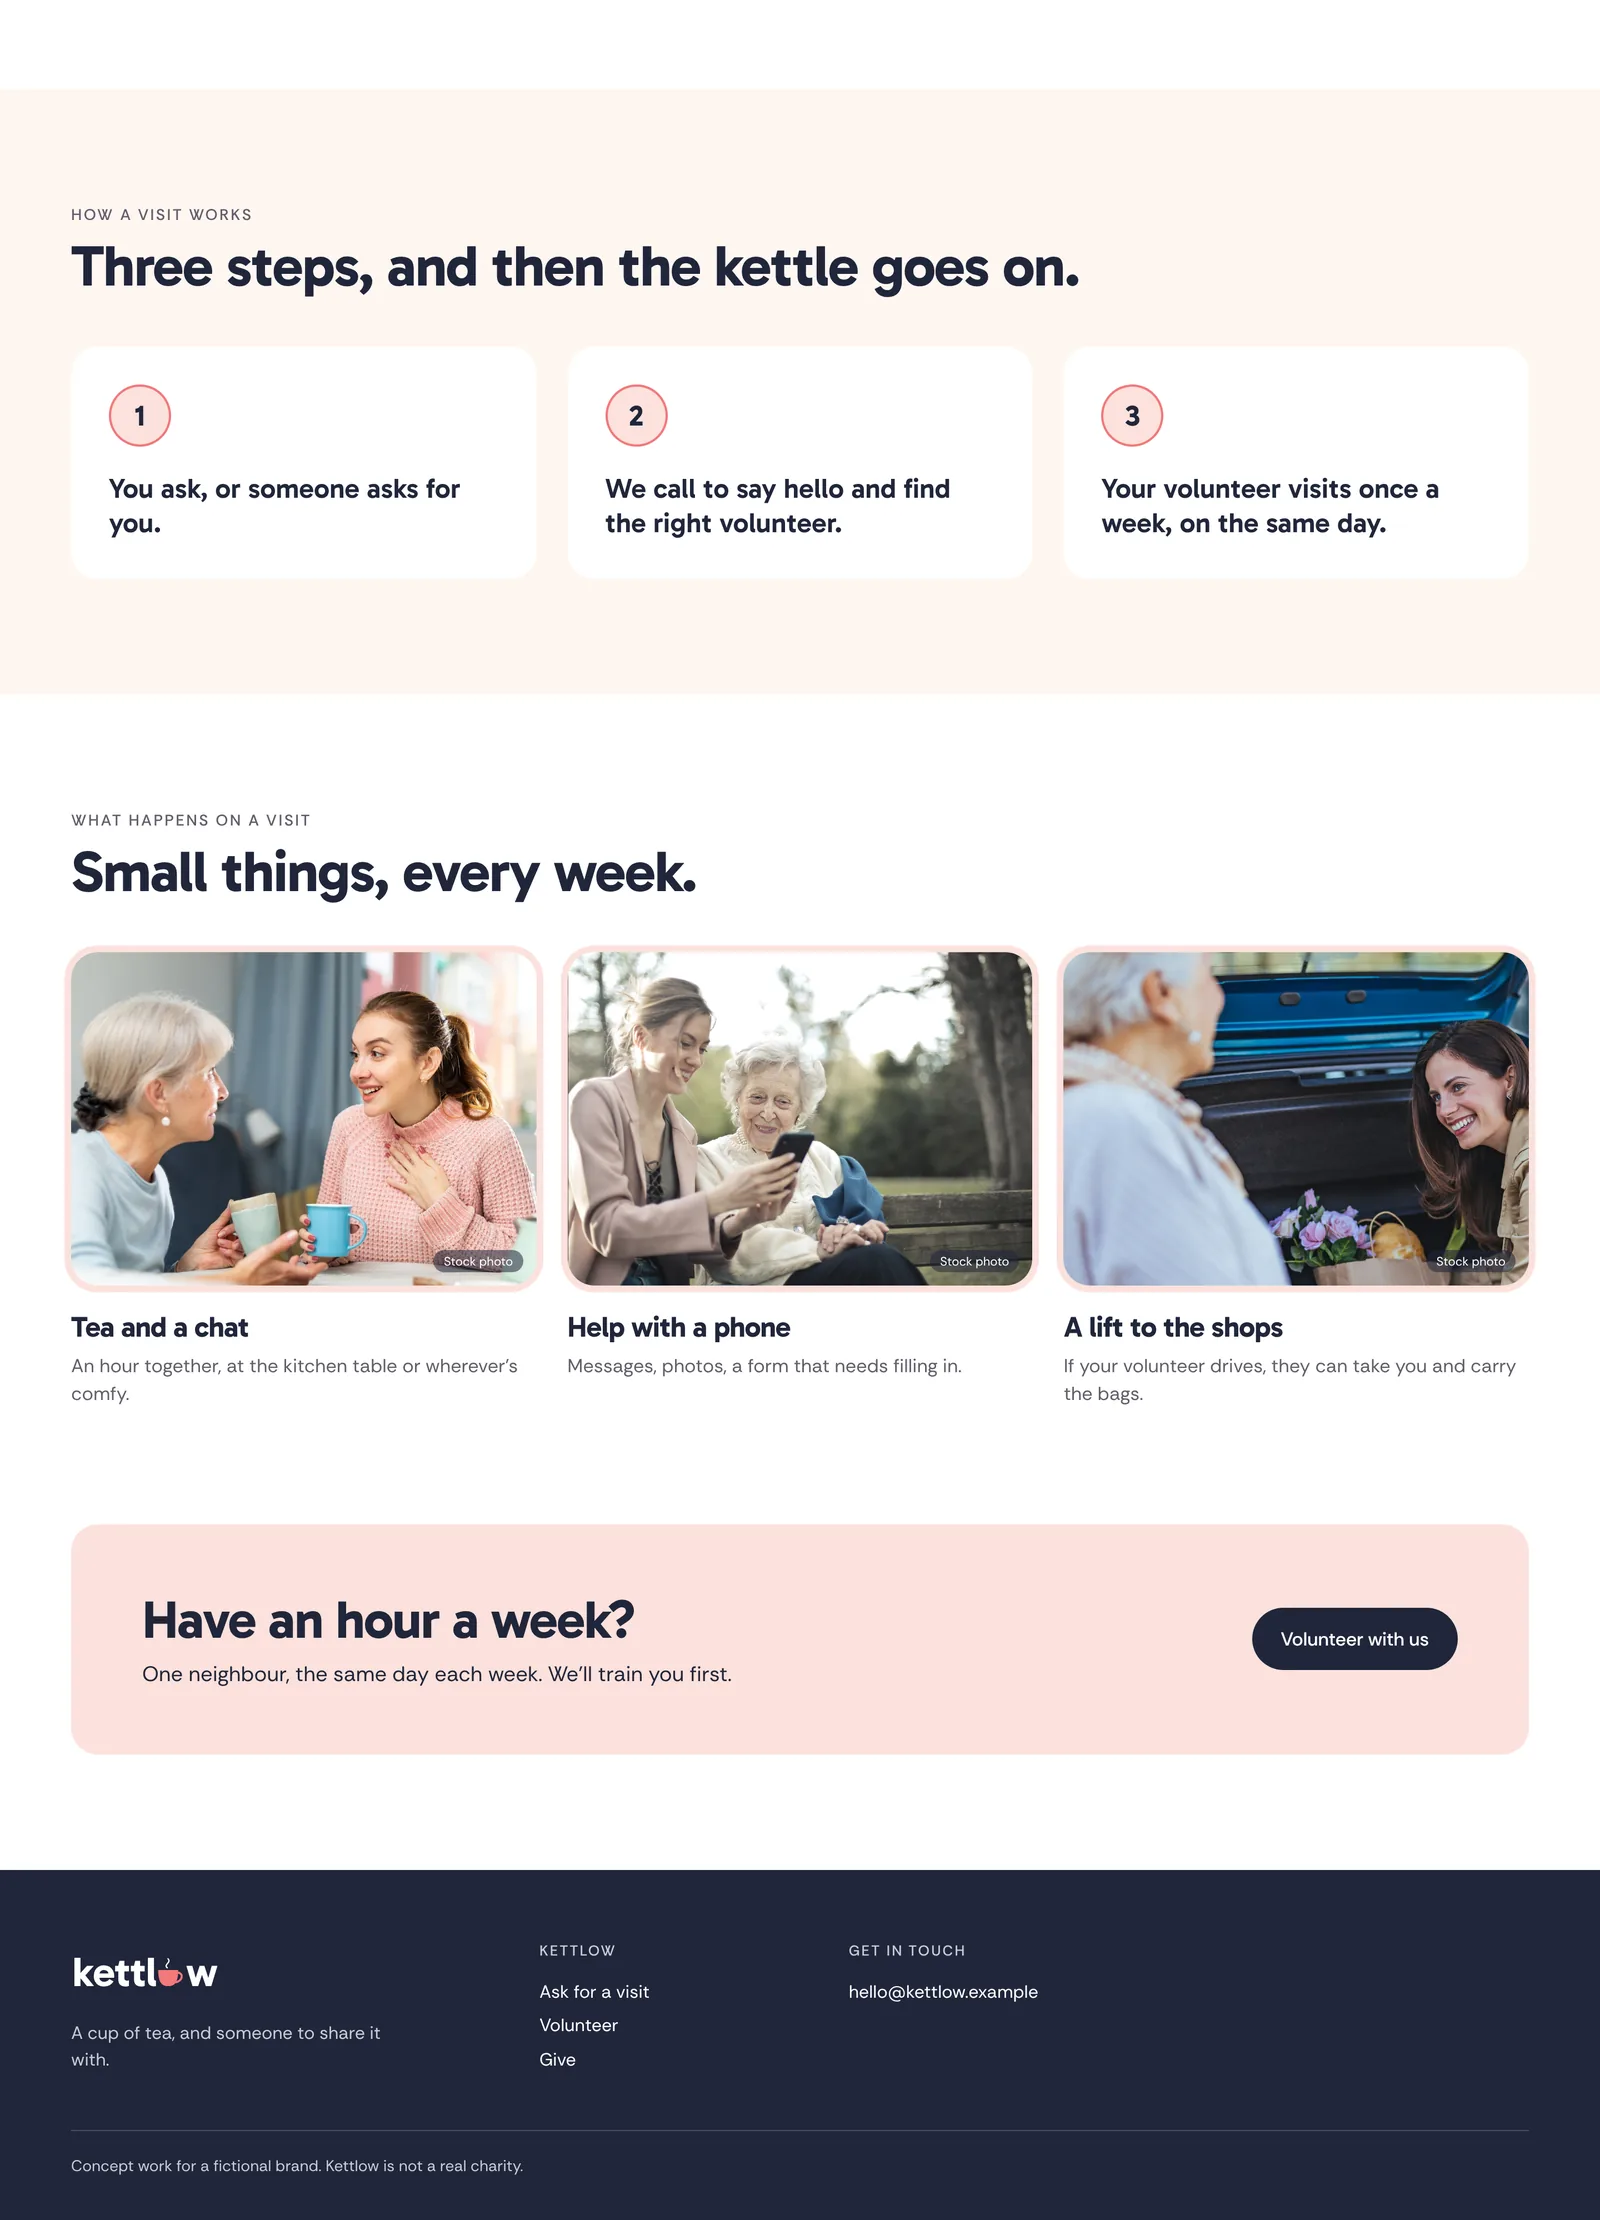 HOW A VISIT WORKS
Three steps, and then the kettle goes on.
1
You ask, or someone asks for
you.
2
We call to say hello and find
the right volunteer.
3
Your volunteer visits once a
week, on the same day.
WHAT HAPPENS ON A VISIT
Small things, every week.
Stock photo
Tea and a chat
An hour together, at the kitchen table or wherever's
comfy.
Stock photo
Help with a phone
Messages, photos, a form that needs filling in.
Stock photo
A lift to the shops
If your volunteer drives, they can take you and carry
the bags.
Have an hour a week?
One neighbour, the same day each week. We'll train you first.
Volunteer with us
kettlow
A cup of tea, and someone to share it
with.
KETTLOW
Ask for a visit
Volunteer
Give
GET IN TOUCH
hello@kettlow.example
Concept work for a fictional brand. Kettlow is not a real charity.